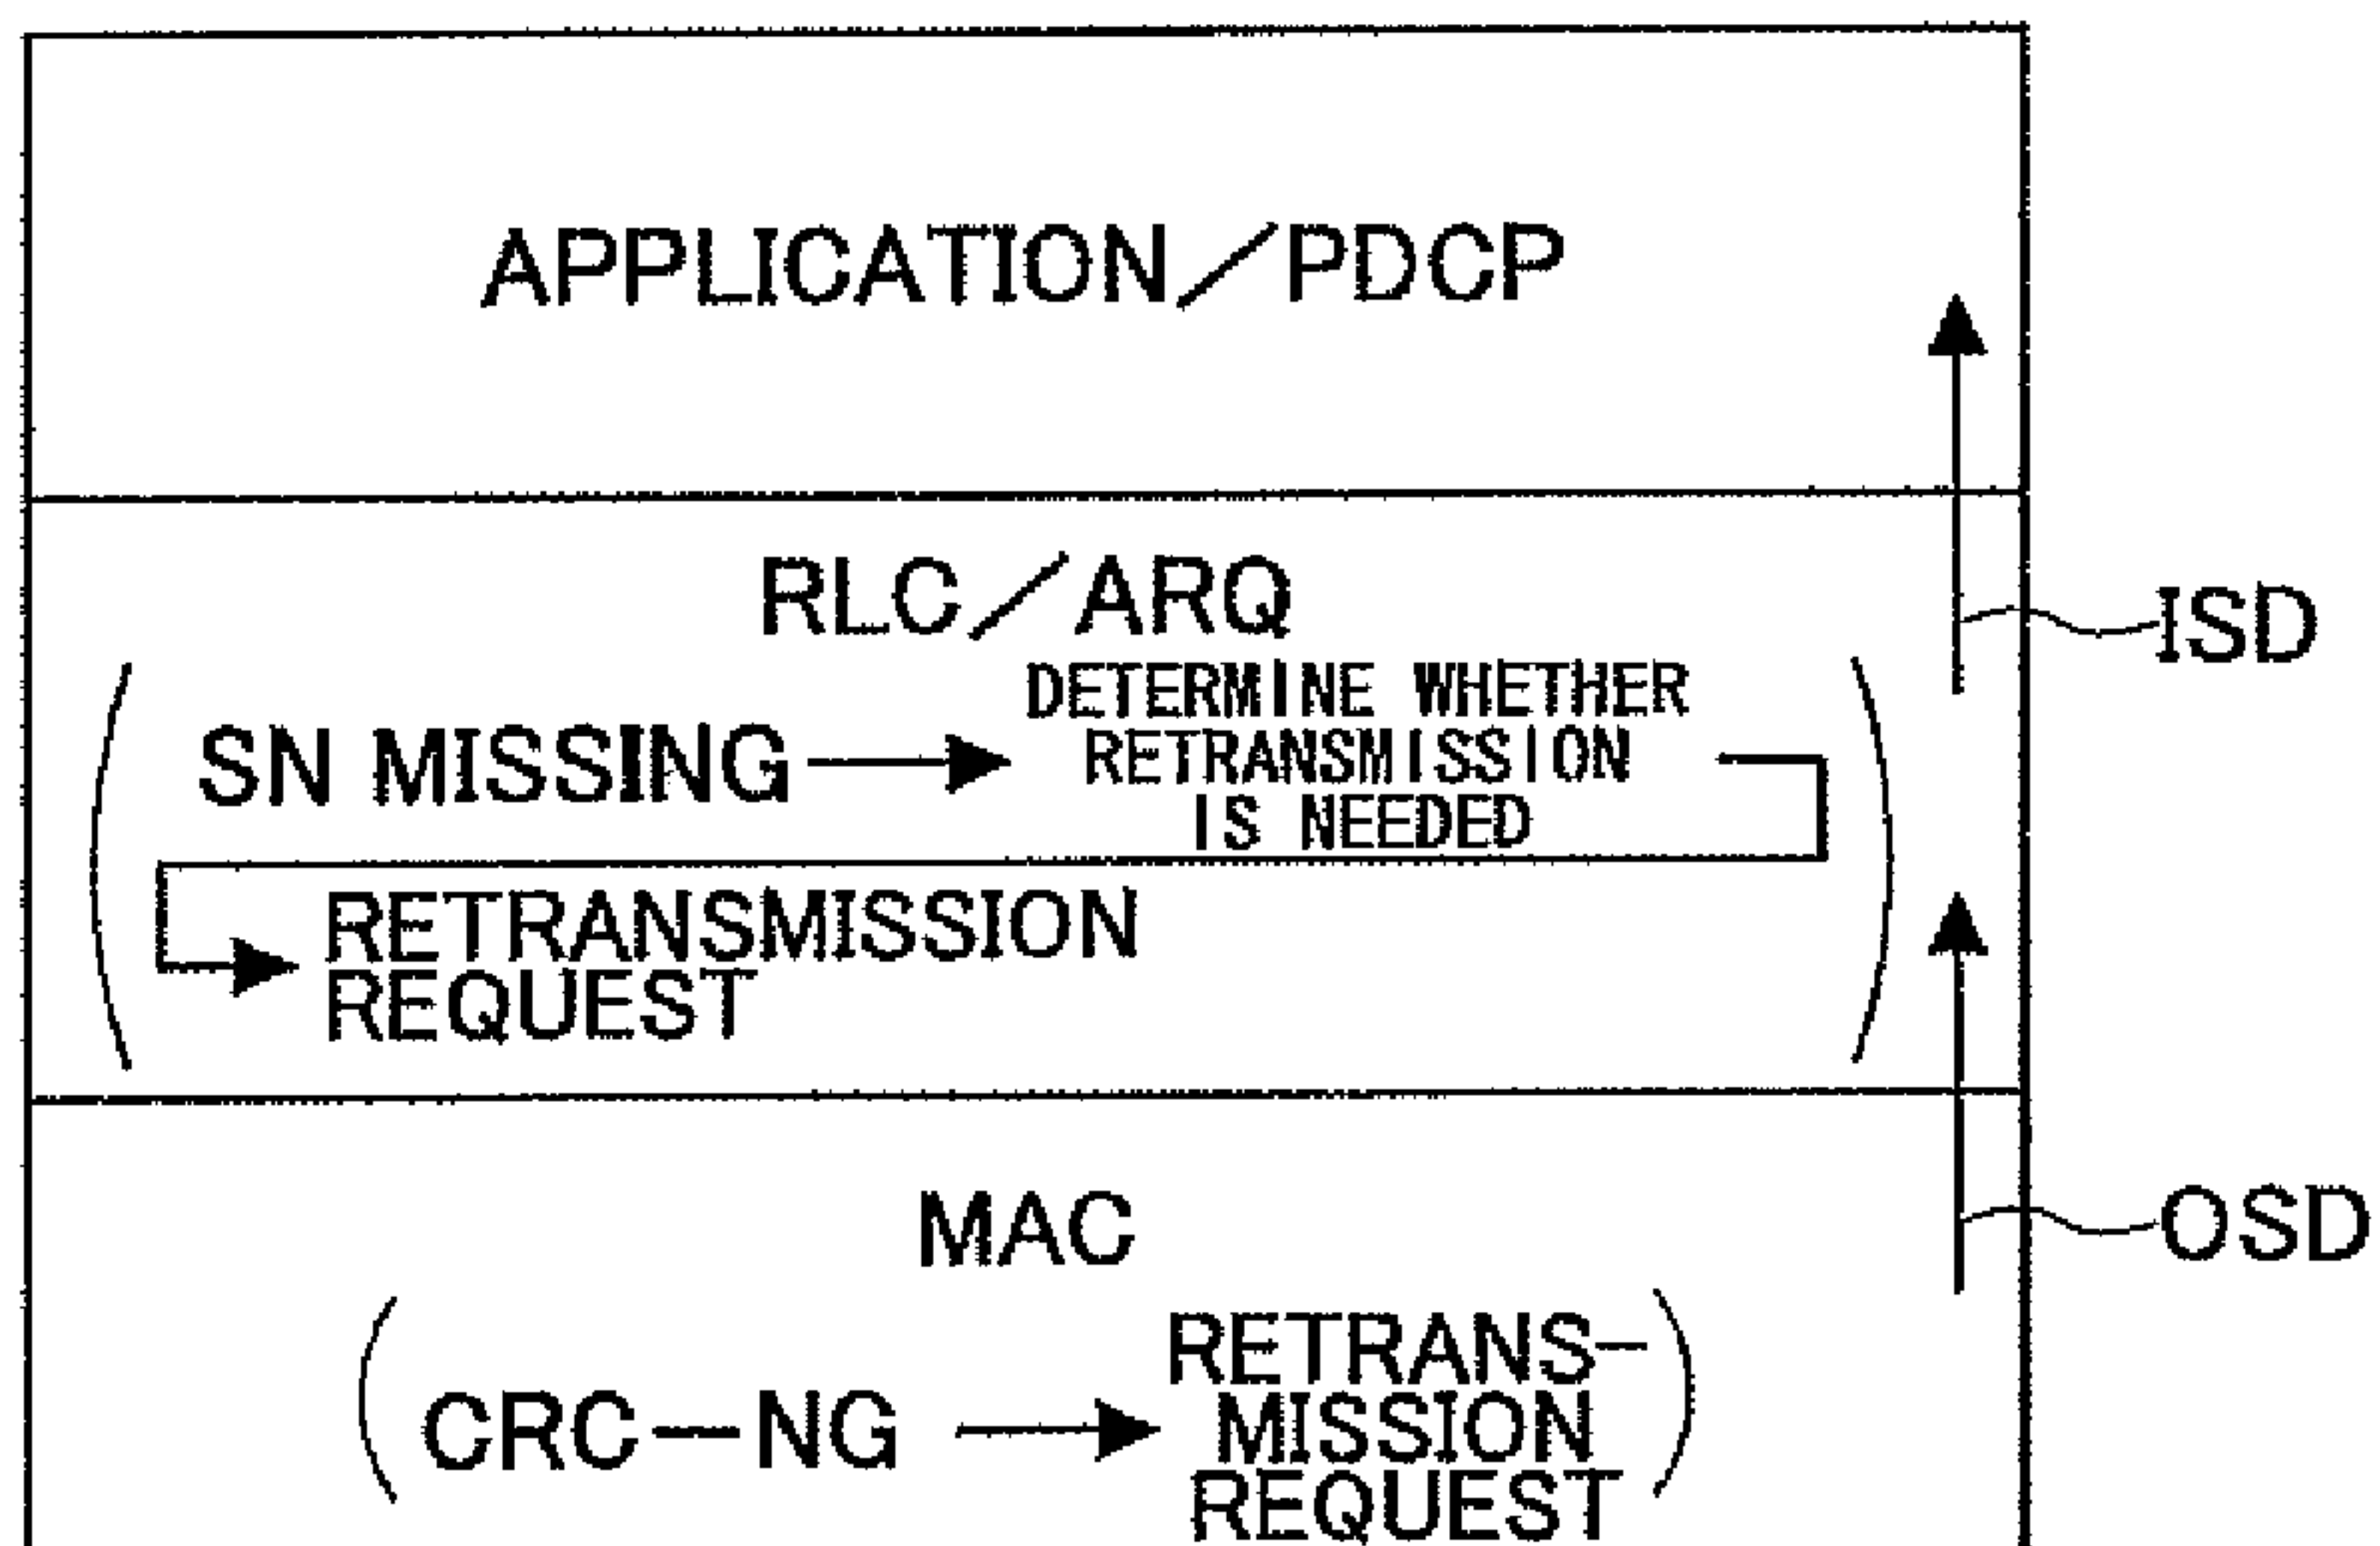 APPLICATION/PDCP
RLC/ARQ
ISD
DETERMINE WHETHER
SN MISSING
RETRANSMISSION
IS NEEDED
RETRANSMISSION
REQUEST
MAC
OSD
RETRANS-
CRC-NG
MISSION
REQUEST